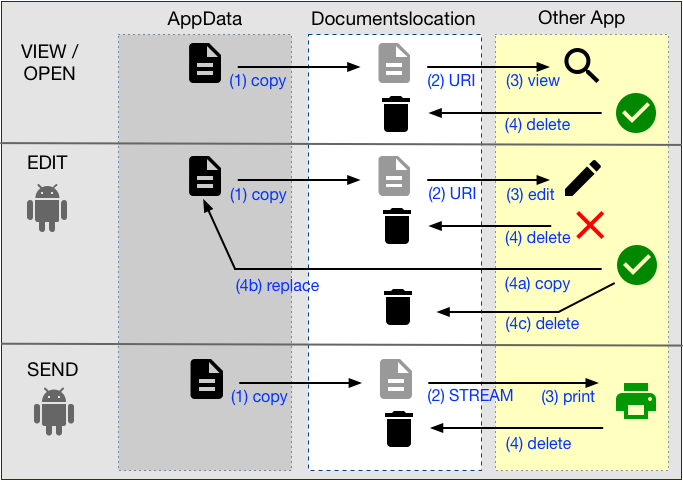 AppData Documentslocation Other App
VIEW /
OPEN
(1) copy (2) URI (3) view
(4) delete
EDIT
(1) copy (2) URI (3) edit
(4) delete
(4b) replace (4a) copy
(4c) delete
SEND
(1) copy (2) STREAM (3) print
(4) delete